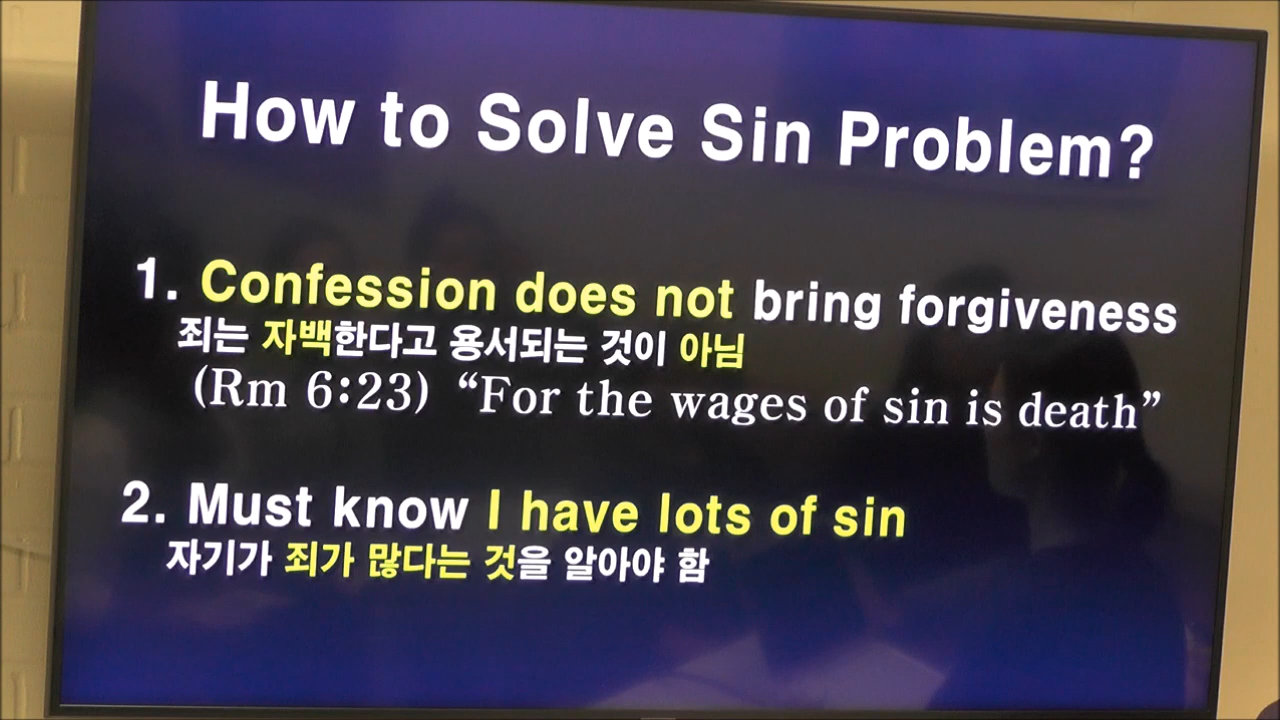 How to Solve Sin Problem?
1. Confession does not bring forgiveness
죄는 자백한다고 용서되는 것이 아님
(Rm 6:23) “For the wages of sin is death”
2. Must know I have lots of sin
자기가 죄가 많다는 것을 알아야 함